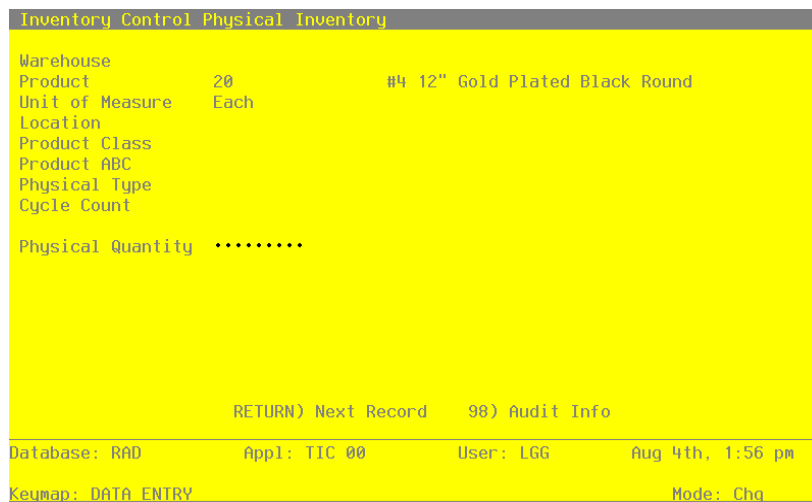 Inventory Control Physical Inventory
Warehouse
Product 20 #4 12" Gold Plated Black Round
Unit of Measure Each
Location
Product Class
Product ABC
Physical Type
Cycle Count
Physical Quantity .........
RETURN) Next Record 98) Audit Info
Database: RAD Appl: TIC 00 User: LGG Aug 4th, 1:56 pm
Keymap: DATA ENTRY Mode: Chg